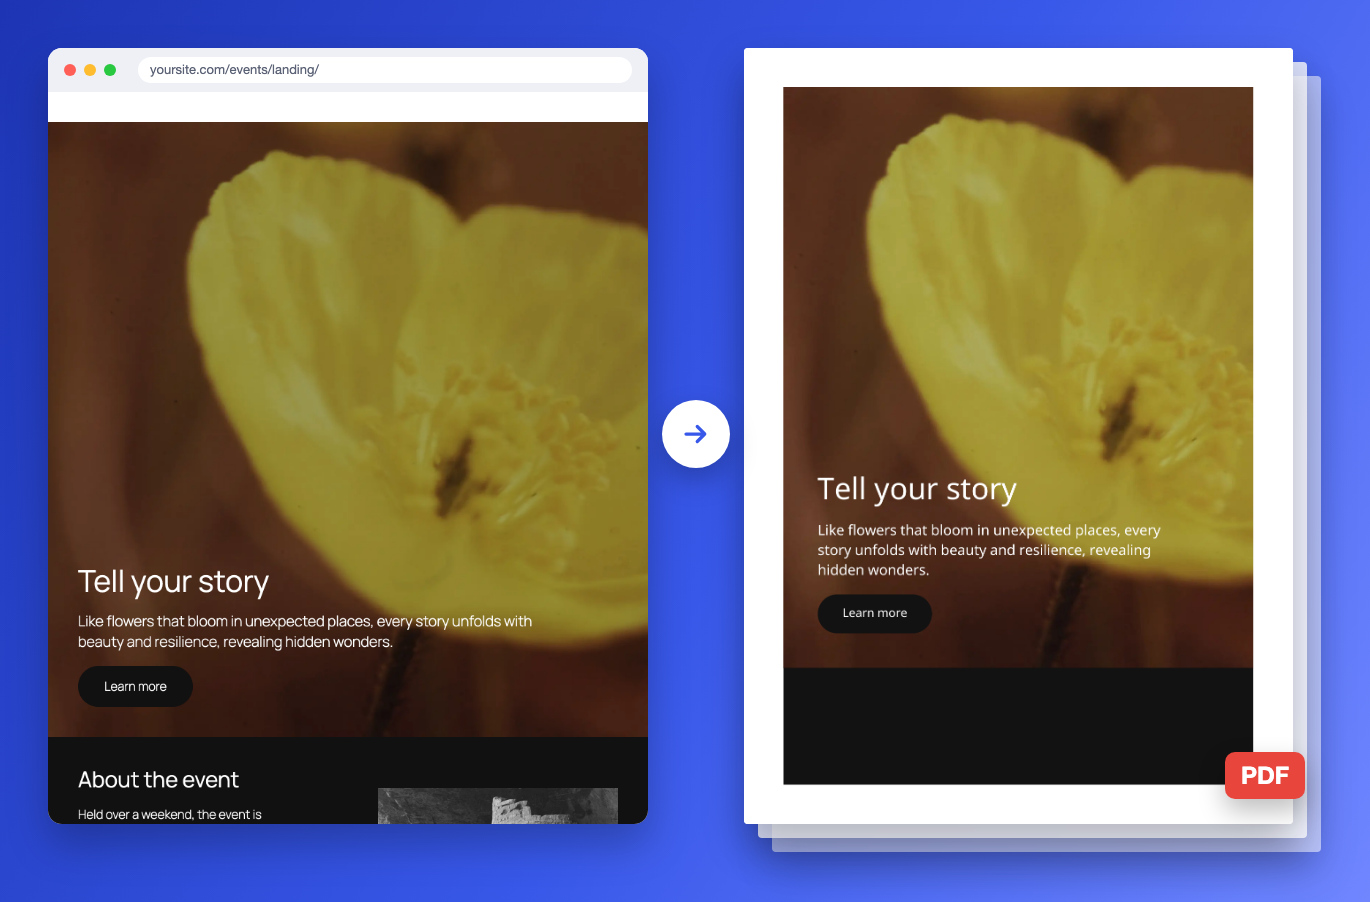 yoursite.com/events/landing/
Tell your story
Like flowers that bloom in unexpected places, every story unfolds with
beauty and resilience, revealing hidden wonders.
Learn more
About the event
Held over a weekend, the event is
Tell your story
Like flowers that bloom in unexpected places, every
story unfolds with beauty and resilience, revealing
hidden wonders.
Learn more
PDF